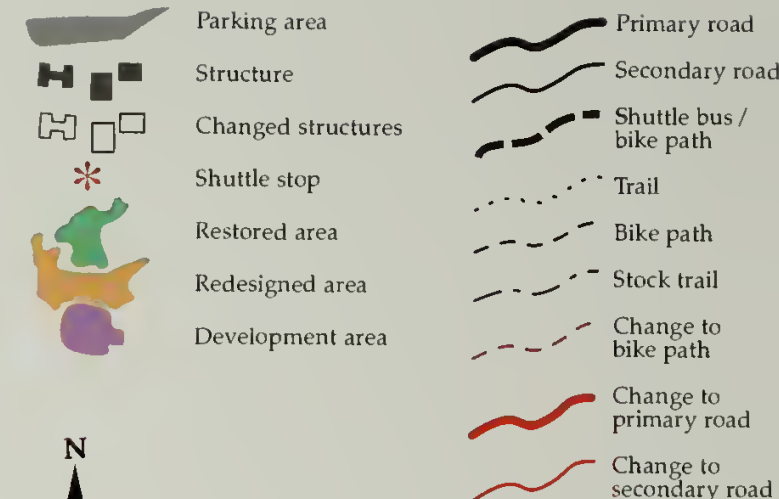 Parking area
Structure
Changed structures
Shuttle stop
Restored area
Redesigned area
Development area
N
Primary road
Secondary road
Shuttle bus /
bike path
Trail
Bike path
Stock trail
Change to
bike path
Change to
primary road
Change to
secondary road